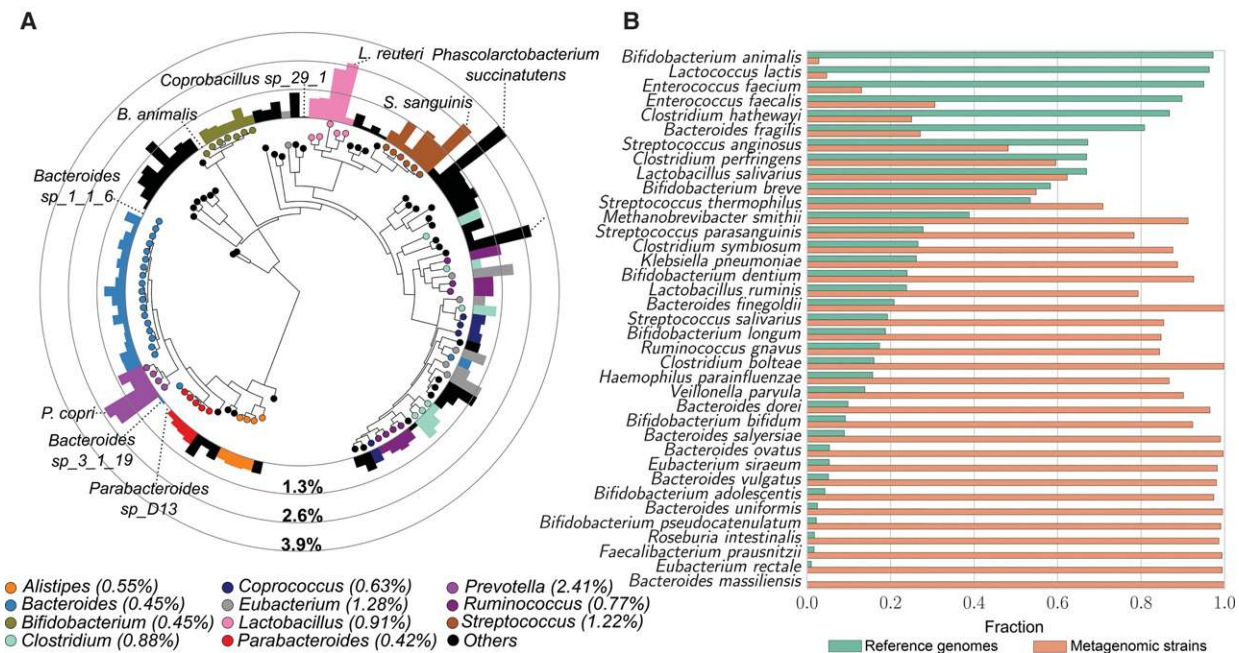 A
L. reuteri
Phascolarctobacterium
succinatutens
Coprobacillus sp_29_1
S. sanguinis
B. animalis
Bacteroides
sp_1_1_6
P. copri
Bacteroides
sp_3_1_19
Parabacteroides
sp_D13
1.3%
2.6%
3.9%
Alistipes (0.55%)
Bacteroides (0.45%)
Bifidobacterium (0.45%)
Clostridium (0.88%)
Coprococcus (0.63%)
Eubacterium (1.28%)
Lactobacillus (0.91%)
Parabacteroides (0.42%)
Prevotella (2.41%)
Ruminococcus (0.77%)
Streptococcus (1.22%)
Others
B
Bifidobacterium animalis
Lactococcus lactis
Enterococcus faecium
Enterococcus faecalis
Clostridium hathewayi
Bacteroides fragilis
Streptococcus anginosus
Clostridium perfringens
Lactobacillus salivarius
Bifidobacterium breve
Streptococcus thermophilus
Methanobrevibacter smithii
Streptococcus parasanguinis
Clostridium symbiosum
Klebsiella pneumoniae
Bifidobacterium dentium
Lactobacillus ruminis
Bacteroides finegoldii
Streptococcus salivarius
Bifidobacterium longum
Ruminococcus gnavus
Clostridium bolteae
Haemophilus parainfluenzae
Veillonella parvula
Bacteroides dorei
Bifidobacterium bifidum
Bacteroides salyersiae
Bacteroides ovatus
Eubacterium siraeum
Bacteroides vulgatus
Bifidobacterium adolescentis
Bacteroides uniformis
Bifidobacterium pseudocatenulatum
Roseburia intestinalis
Faecalibacterium prausnitzii
Eubacterium rectale
Bacteroides massiliensis
0.0 0.2 0.4 0.6 0.8 1.0
Fraction
Reference genomes
Metagenomic strains